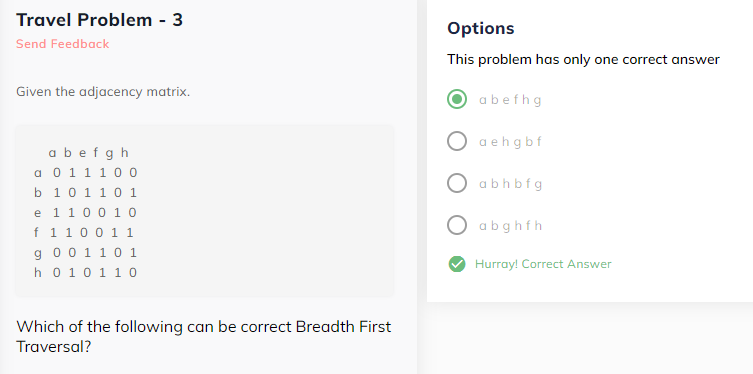 Travel Problem - 3
Send Feedback
Given the adjacency matrix.
a b e f g h
a 0 1 1 1 0 0
b 1 0 1 1 0 1
e 1 1 0 0 1 0
f 1 1 0 0 1 1
g 0 0 1 1 0 1
h 0 1 0 1 1 0
Which of the following can be correct Breadth First
Traversal?
Options
This problem has only one correct answer
a b e f h g
a e h g b f
a b h b f g
a b g h f h
Hurray! Correct Answer